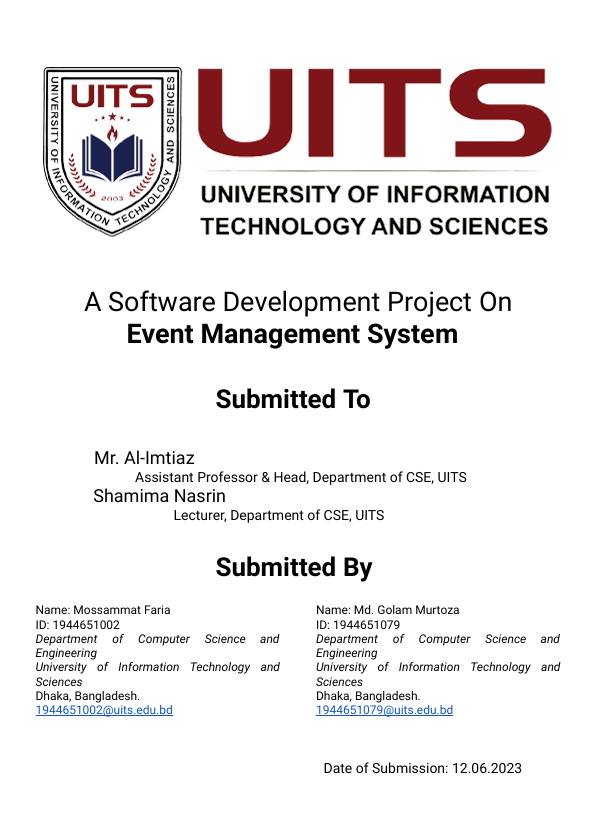 UITS
UNIVERSITY OF INFORMATION TECHNOLOGY AND SCIENCES
2003
UITS
UNIVERSITY OF INFORMATION
TECHNOLOGY AND SCIENCES
A Software Development Project On
Event Management System
Submitted To
Mr. Al-Imtiaz
Assistant Professor & Head, Department of CSE, UITS
Shamima Nasrin
Lecturer, Department of CSE, UITS
Submitted By
Name: Mossammat Faria
ID: 1944651002
Department of Computer Science and
Engineering
University of Information Technology and
Sciences
Dhaka, Bangladesh.
1944651002@uits.edu.bd
Name: Md. Golam Murtoza
ID: 1944651079
Department of Computer Science and
Engineering
University of Information Technology and
Sciences
Dhaka, Bangladesh.
1944651079@uits.edu.bd
Date of Submission: 12.06.2023